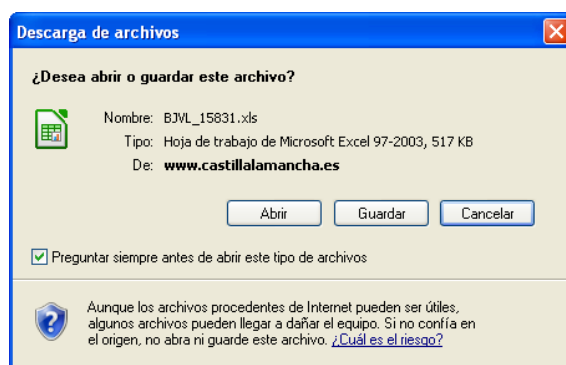 Descarga de archivos
¿Desea abrir o guardar este archivo?
Nombre: BJVL_15831.xls
Tipo: Hoja de trabajo de Microsoft Excel 97-2003, 517 KB
De: www.castillalamancha.es
Abrir Guardar Cancelar
Preguntar siempre antes de abrir este tipo de archivos
Aunque los archivos procedentes de Internet pueden ser útiles,
algunos archivos pueden llegar a dañar el equipo. Si no confía en
el origen, no abra ni guarde este archivo. ¿Cuál es el riesgo?